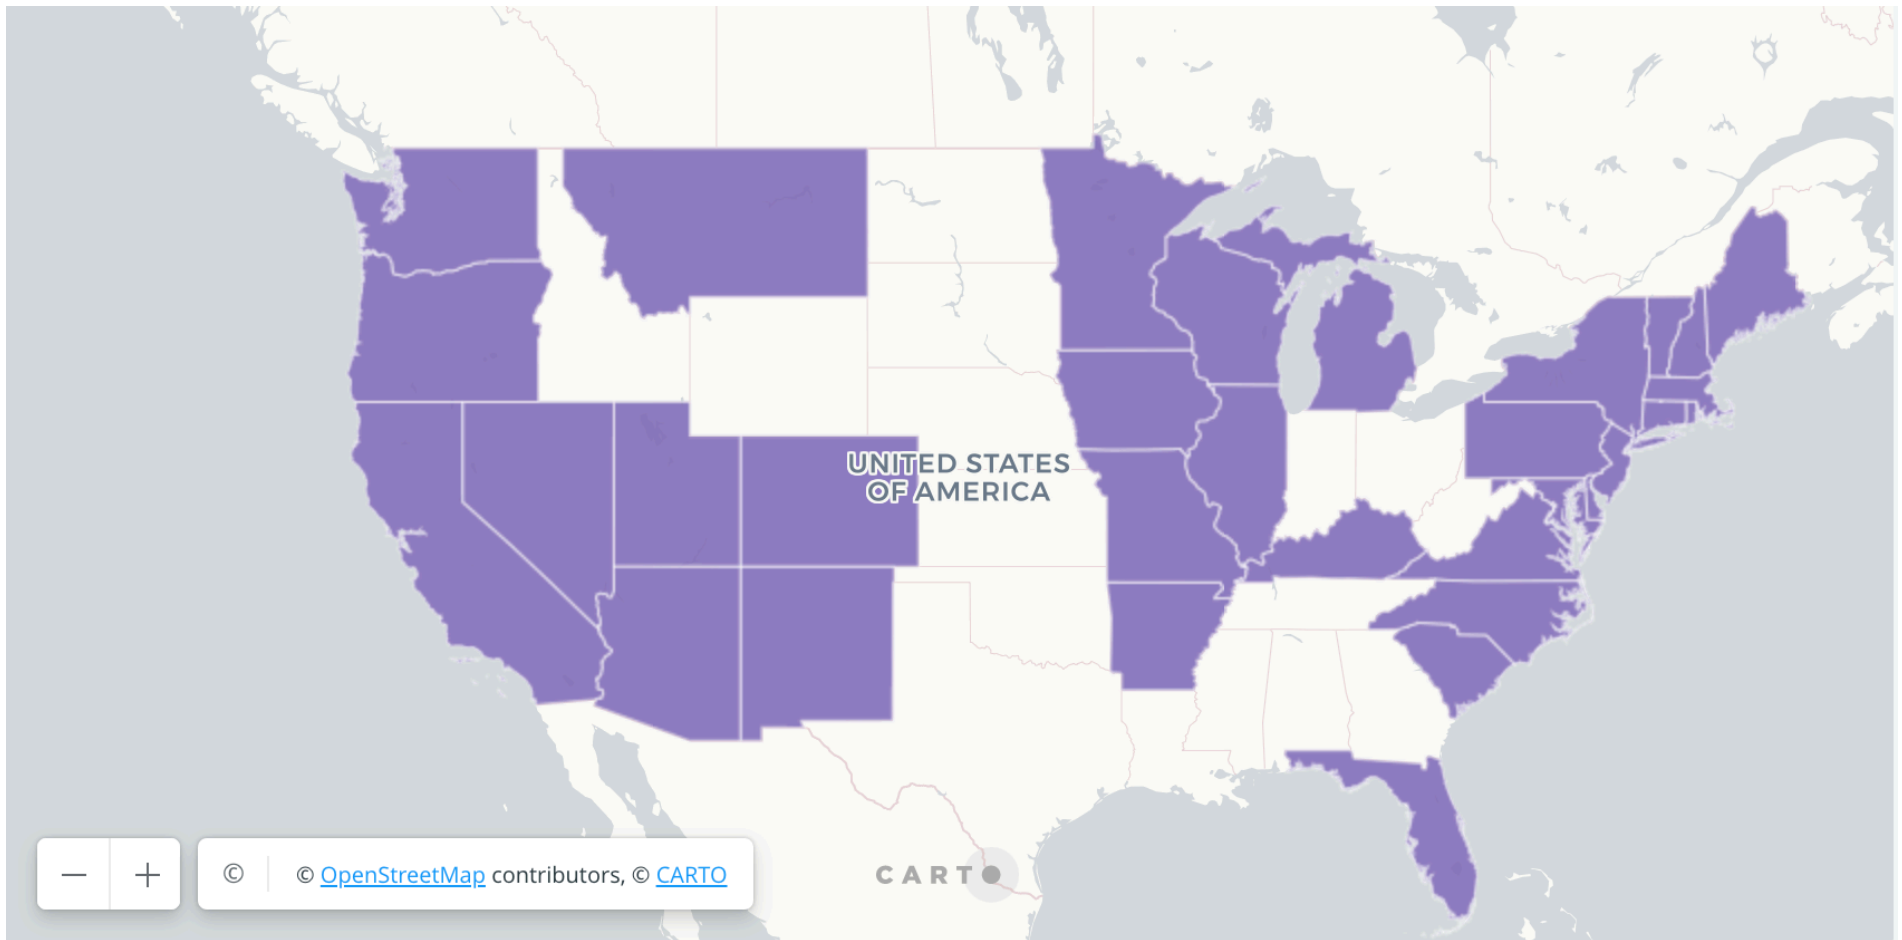 UNITED STATES
OF AMERICA
CARTO
© © OpenStreetMap contributors, © CARTO